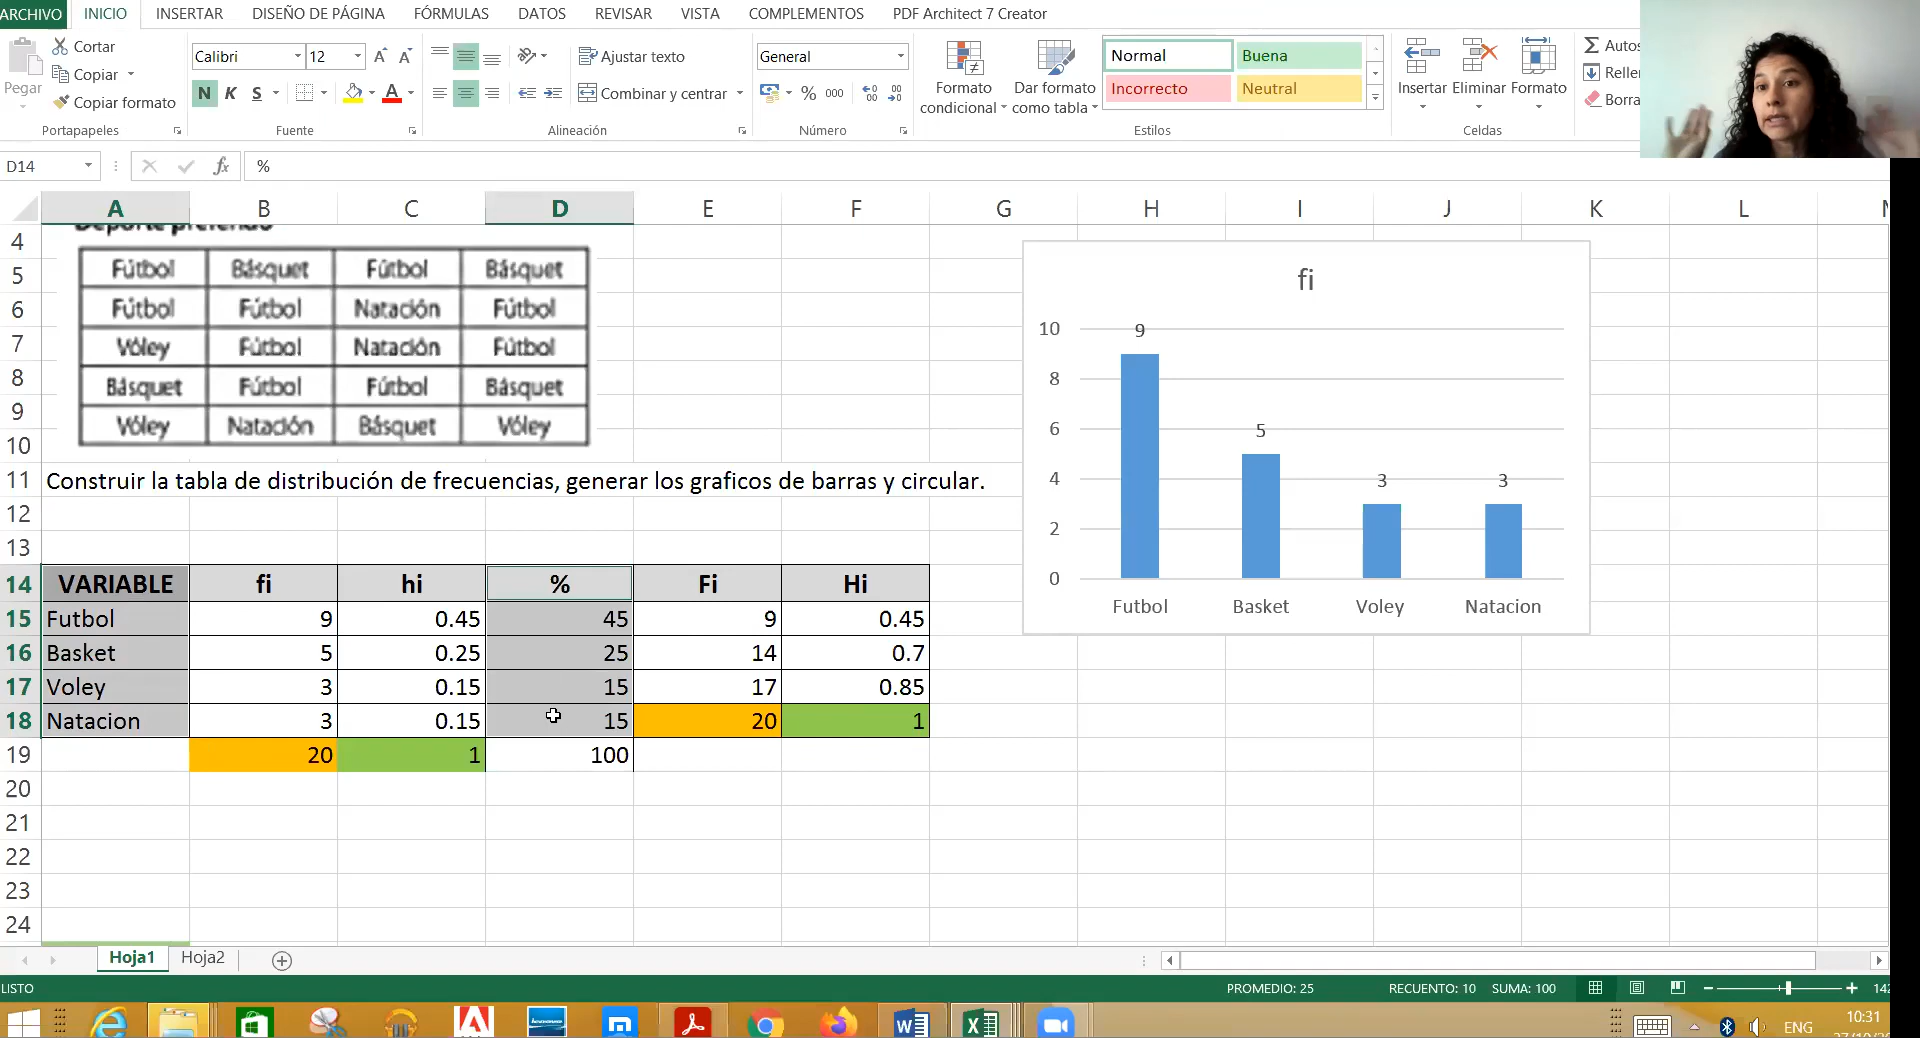 ARCHIVO INICIO INSERTAR DISEÑO DE PÁGINA FÓRMULAS DATOS REVISAR VISTA COMPLEMENTOS PDF Architect 7 Creator
Pegar
Cortar
Copiar
Copiar formato
Portapapeles
Calibri 12
N K S
Fuente
Ajustar texto
Combinar y centrar
Alineación
General
% 000
Número
Formato condicional
Dar formato como tabla
Normal Buena
Incorrecto Neutral
Estilos
Insertar Eliminar Formato
Celdas
Autos
Reller
Borra
D14 fx %
A B C D E F G H I J K L
4 Deporte preferido
5 Fútbol Básquet Fútbol Básquet
6 Fútbol Fútbol Natación Fútbol
7 Vóley Fútbol Natación Fútbol
8 Básquet Fútbol Fútbol Básquet
9 Vóley Natación Básquet Vóley
10
11 Construir la tabla de distribución de frecuencias, generar los graficos de barras y circular.
12
13
14 VARIABLE fi hi % Fi Hi
15 Futbol 9 0.45 45 9 0.45
16 Basket 5 0.25 25 14 0.7
17 Voley 3 0.15 15 17 0.85
18 Natacion 3 0.15 15 20 1
19 20 1 100
20
21
22
23
24
fi
10
8
6
4
2
0
9 5 3 3
Futbol Basket Voley Natacion
Hoja1 Hoja2
LISTO PROMEDIO: 25 RECUENTO: 10 SUMA: 100
ENG
10:31